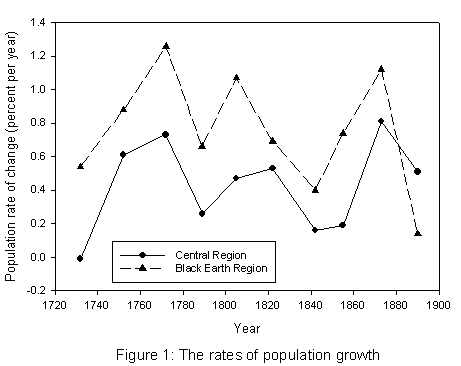 Population rate of change (percent per year)
1.4
1.2
1.0
0.8
0.6
0.4
0.2
0.0
-0.2
Central Region
Black Earth Region
1720 1740 1760 1780 1800 1820 1840 1860 1880 1900
Year
Figure 1: The rates of population growth